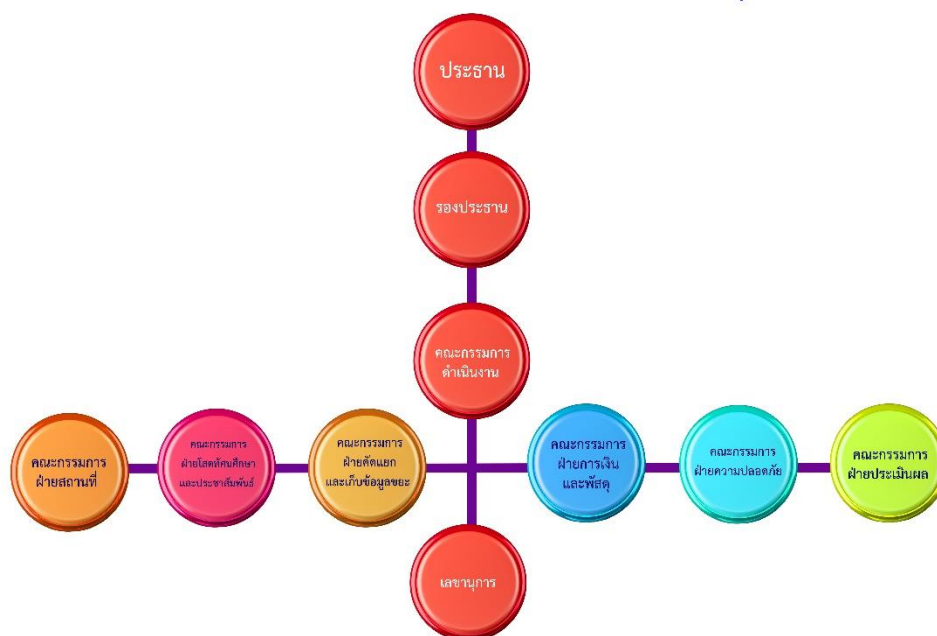 ประธาน
รองประธาน
คณะกรรมการ
ดำเนินงาน
คณะกรรมการ
ฝ่ายสถานที่
คณะกรรมการ
ฝ่ายโสตทัศนศึกษา
และประชาสัมพันธ์
คณะกรรมการ
ฝ่ายคัดแยก
และเก็บข้อมูลขยะ
คณะกรรมการ
ฝ่ายการเงิน
และพัสดุ
คณะกรรมการ
ฝ่ายความปลอดภัย
คณะกรรมการ
ฝ่ายประเมินผล
เลขานุการ